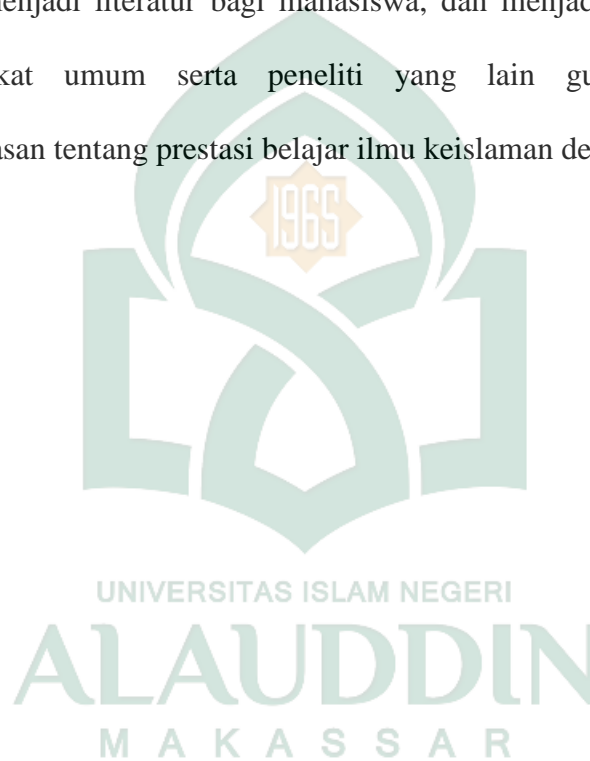 menjadi literatur bagi mahasiswa, dan menjad
kat umum serta peneliti yang lain gu
asan tentang prestasi belajar ilmu keislaman de
1965
UNIVERSITAS ISLAM NEGERI
ALAUDDIN
MAKASSAR